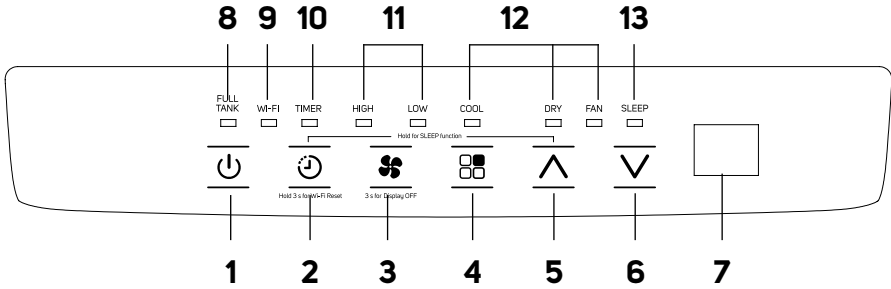 8 9 10 11 12 13
FULL TANK WI-FI TIMER HIGH LOW COOL DRY FAN SLEEP
Hold for SLEEP function
Hold 3 s for Wi-Fi Reset 3 s for Display OFF
1 2 3 4 5 6 7